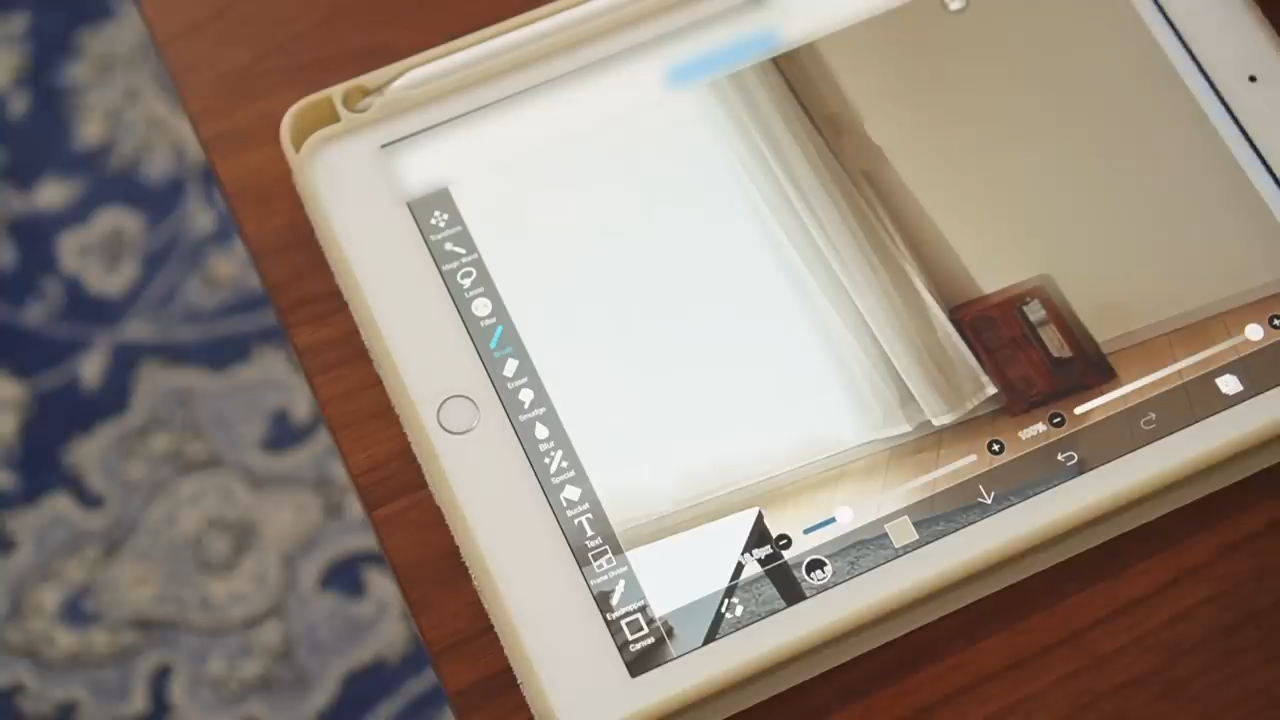 Transform
Magic Wand
Lasso
Filter
Brush
Eraser
Smudge
Blur
Special
Bucket
Text
Frame Divider
Eyedropper
Canvas
100%